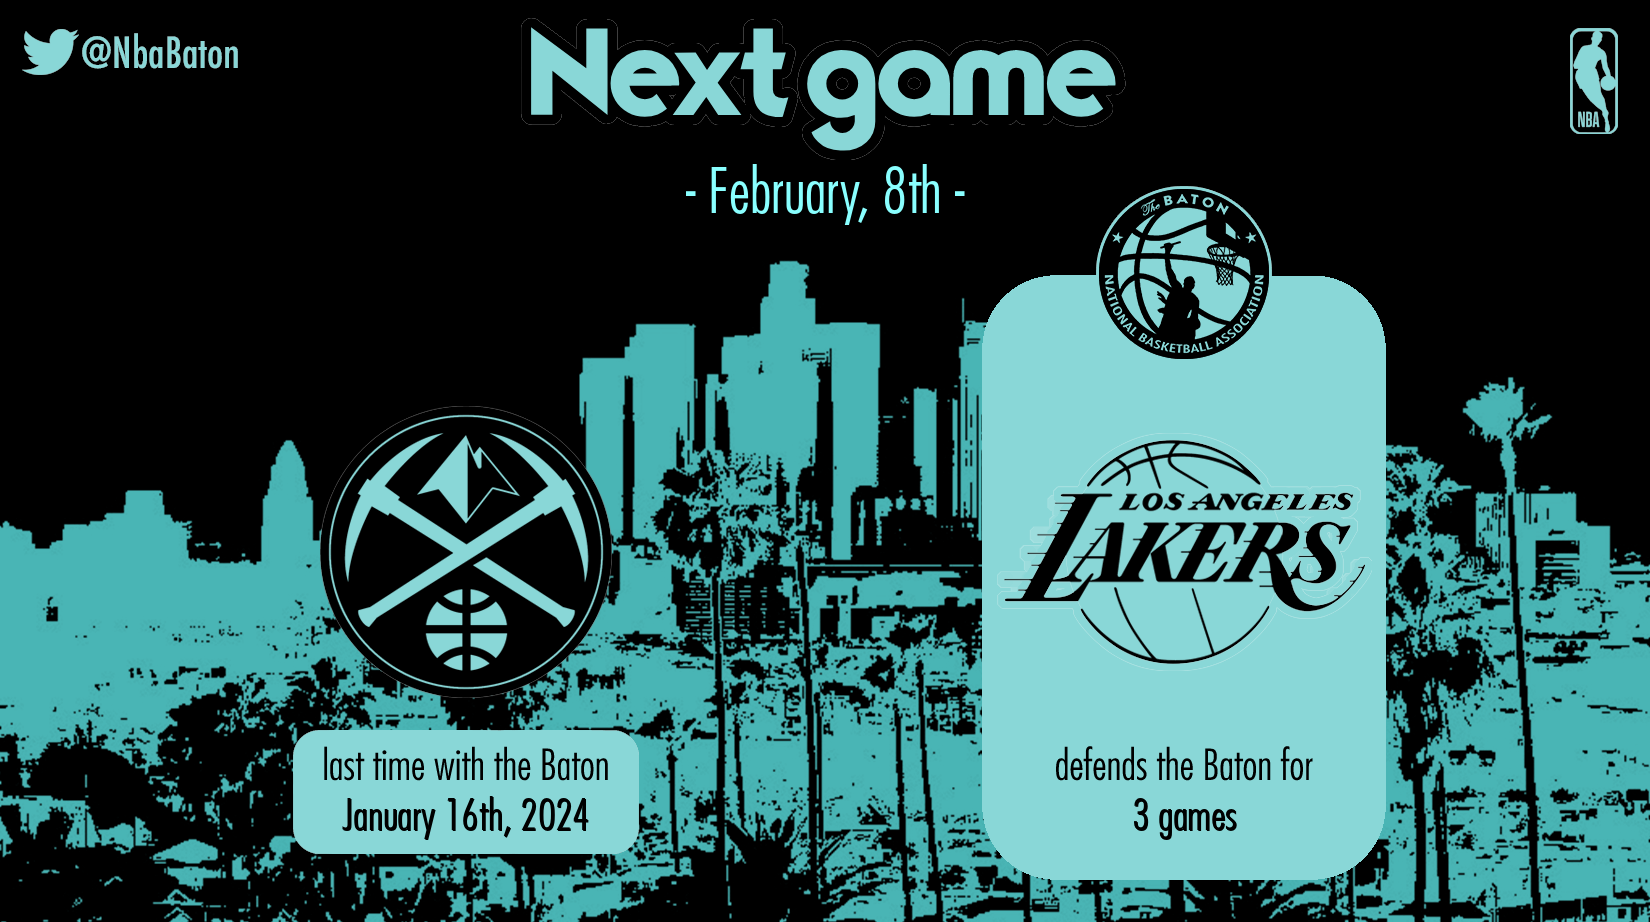 @NbaBaton
Next game
NBA
- February, 8th -
The BATON
NATIONAL BASKETBALL ASSOCIATION
LOS ANGELES
LAKERS
last time with the Baton
January 16th, 2024
defends the Baton for
3 games